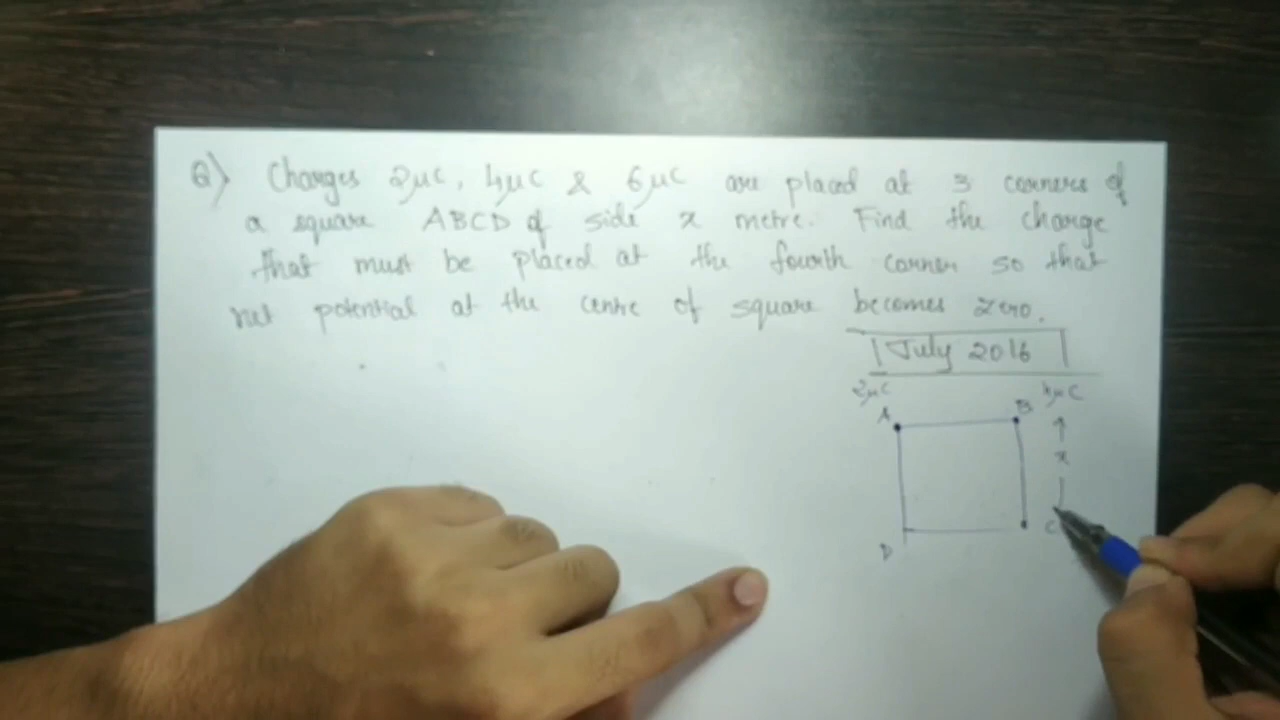 Q) Charges 2μC, 4μC & 6μC are placed at 3 corners of
a square ABCD of side x metre. Find the charge
that must be placed at the fourth corner so that
net potential at the centre of square becomes zero.
July 2016
2μC 4μC
A B
x
D C